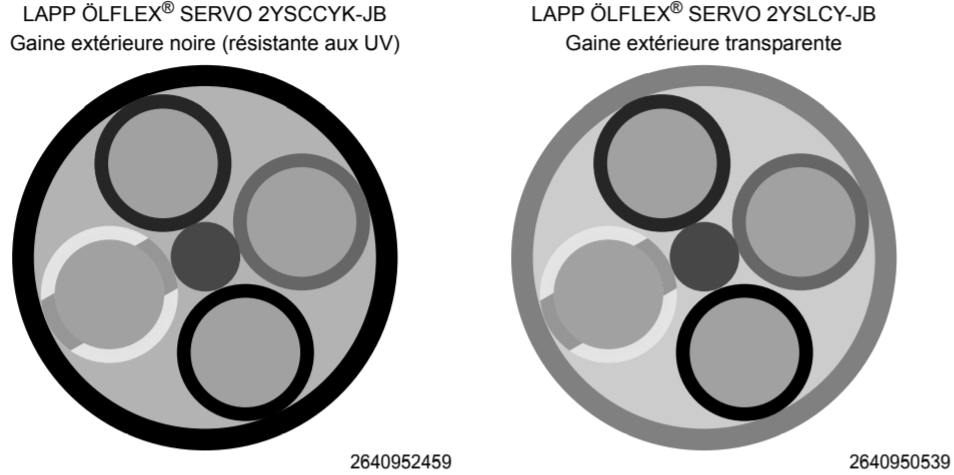 LAPP ÖLFLEX® SERVO 2YSCCYK-JB
Gaine extérieure noire (résistante aux UV)
2640952459
LAPP ÖLFLEX® SERVO 2YSLCY-JB
Gaine extérieure transparente
2640950539